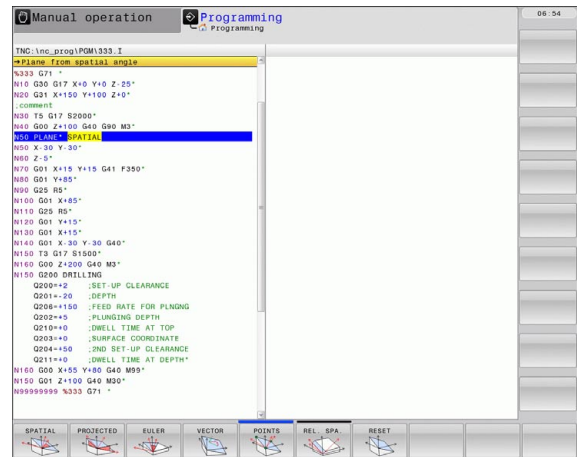 Manual operation
Programming
Programming
06:54
TNC:\nc_prog\PGM\333.I
→Plane from spatial angle
%333 G71 *
N10 G30 G17 X+0 Y+0 Z-25*
N20 G31 X+150 Y+100 Z+0*
;comment
N30 T5 G17 S2000*
N40 G00 Z+100 G40 G90 M3*
N50 PLANE* SPATIAL
N50 X-30 Y-30*
N60 Z-5*
N70 G01 X+15 Y+15 G41 F350*
N80 G01 Y+85*
N90 G25 R5*
N100 G01 X+85*
N110 G25 R5*
N120 G01 Y+15*
N130 G01 X+15*
N140 G01 X-30 Y-30 G40*
N150 T3 G17 S1500*
N160 G00 Z+200 G40 M3*
N150 G200 DRILLING
Q200=+2 ;SET-UP CLEARANCE
Q201=-20 ;DEPTH
Q206=+150 ;FEED RATE FOR PLNGNG
Q202=+5 ;PLUNGING DEPTH
Q210=+0 ;DWELL TIME AT TOP
Q203=+0 ;SURFACE COORDINATE
Q204=+50 ;2ND SET-UP CLEARANCE
Q211=+0 ;DWELL TIME AT DEPTH*
N160 G00 X+55 Y+80 G40 M99*
N150 G01 Z+100 G40 M30*
N99999999 %333 G71 *
SPATIAL PROJECTED EULER VECTOR POINTS REL. SPA. RESET